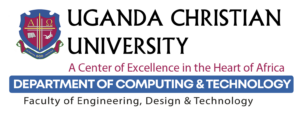 A Ω
UGANDA CHRISTIAN
UNIVERSITY
A Center of Excellence in the Heart of Africa
DEPARTMENT OF COMPUTING & TECHNOLOGY
Faculty of Engineering, Design & Technology